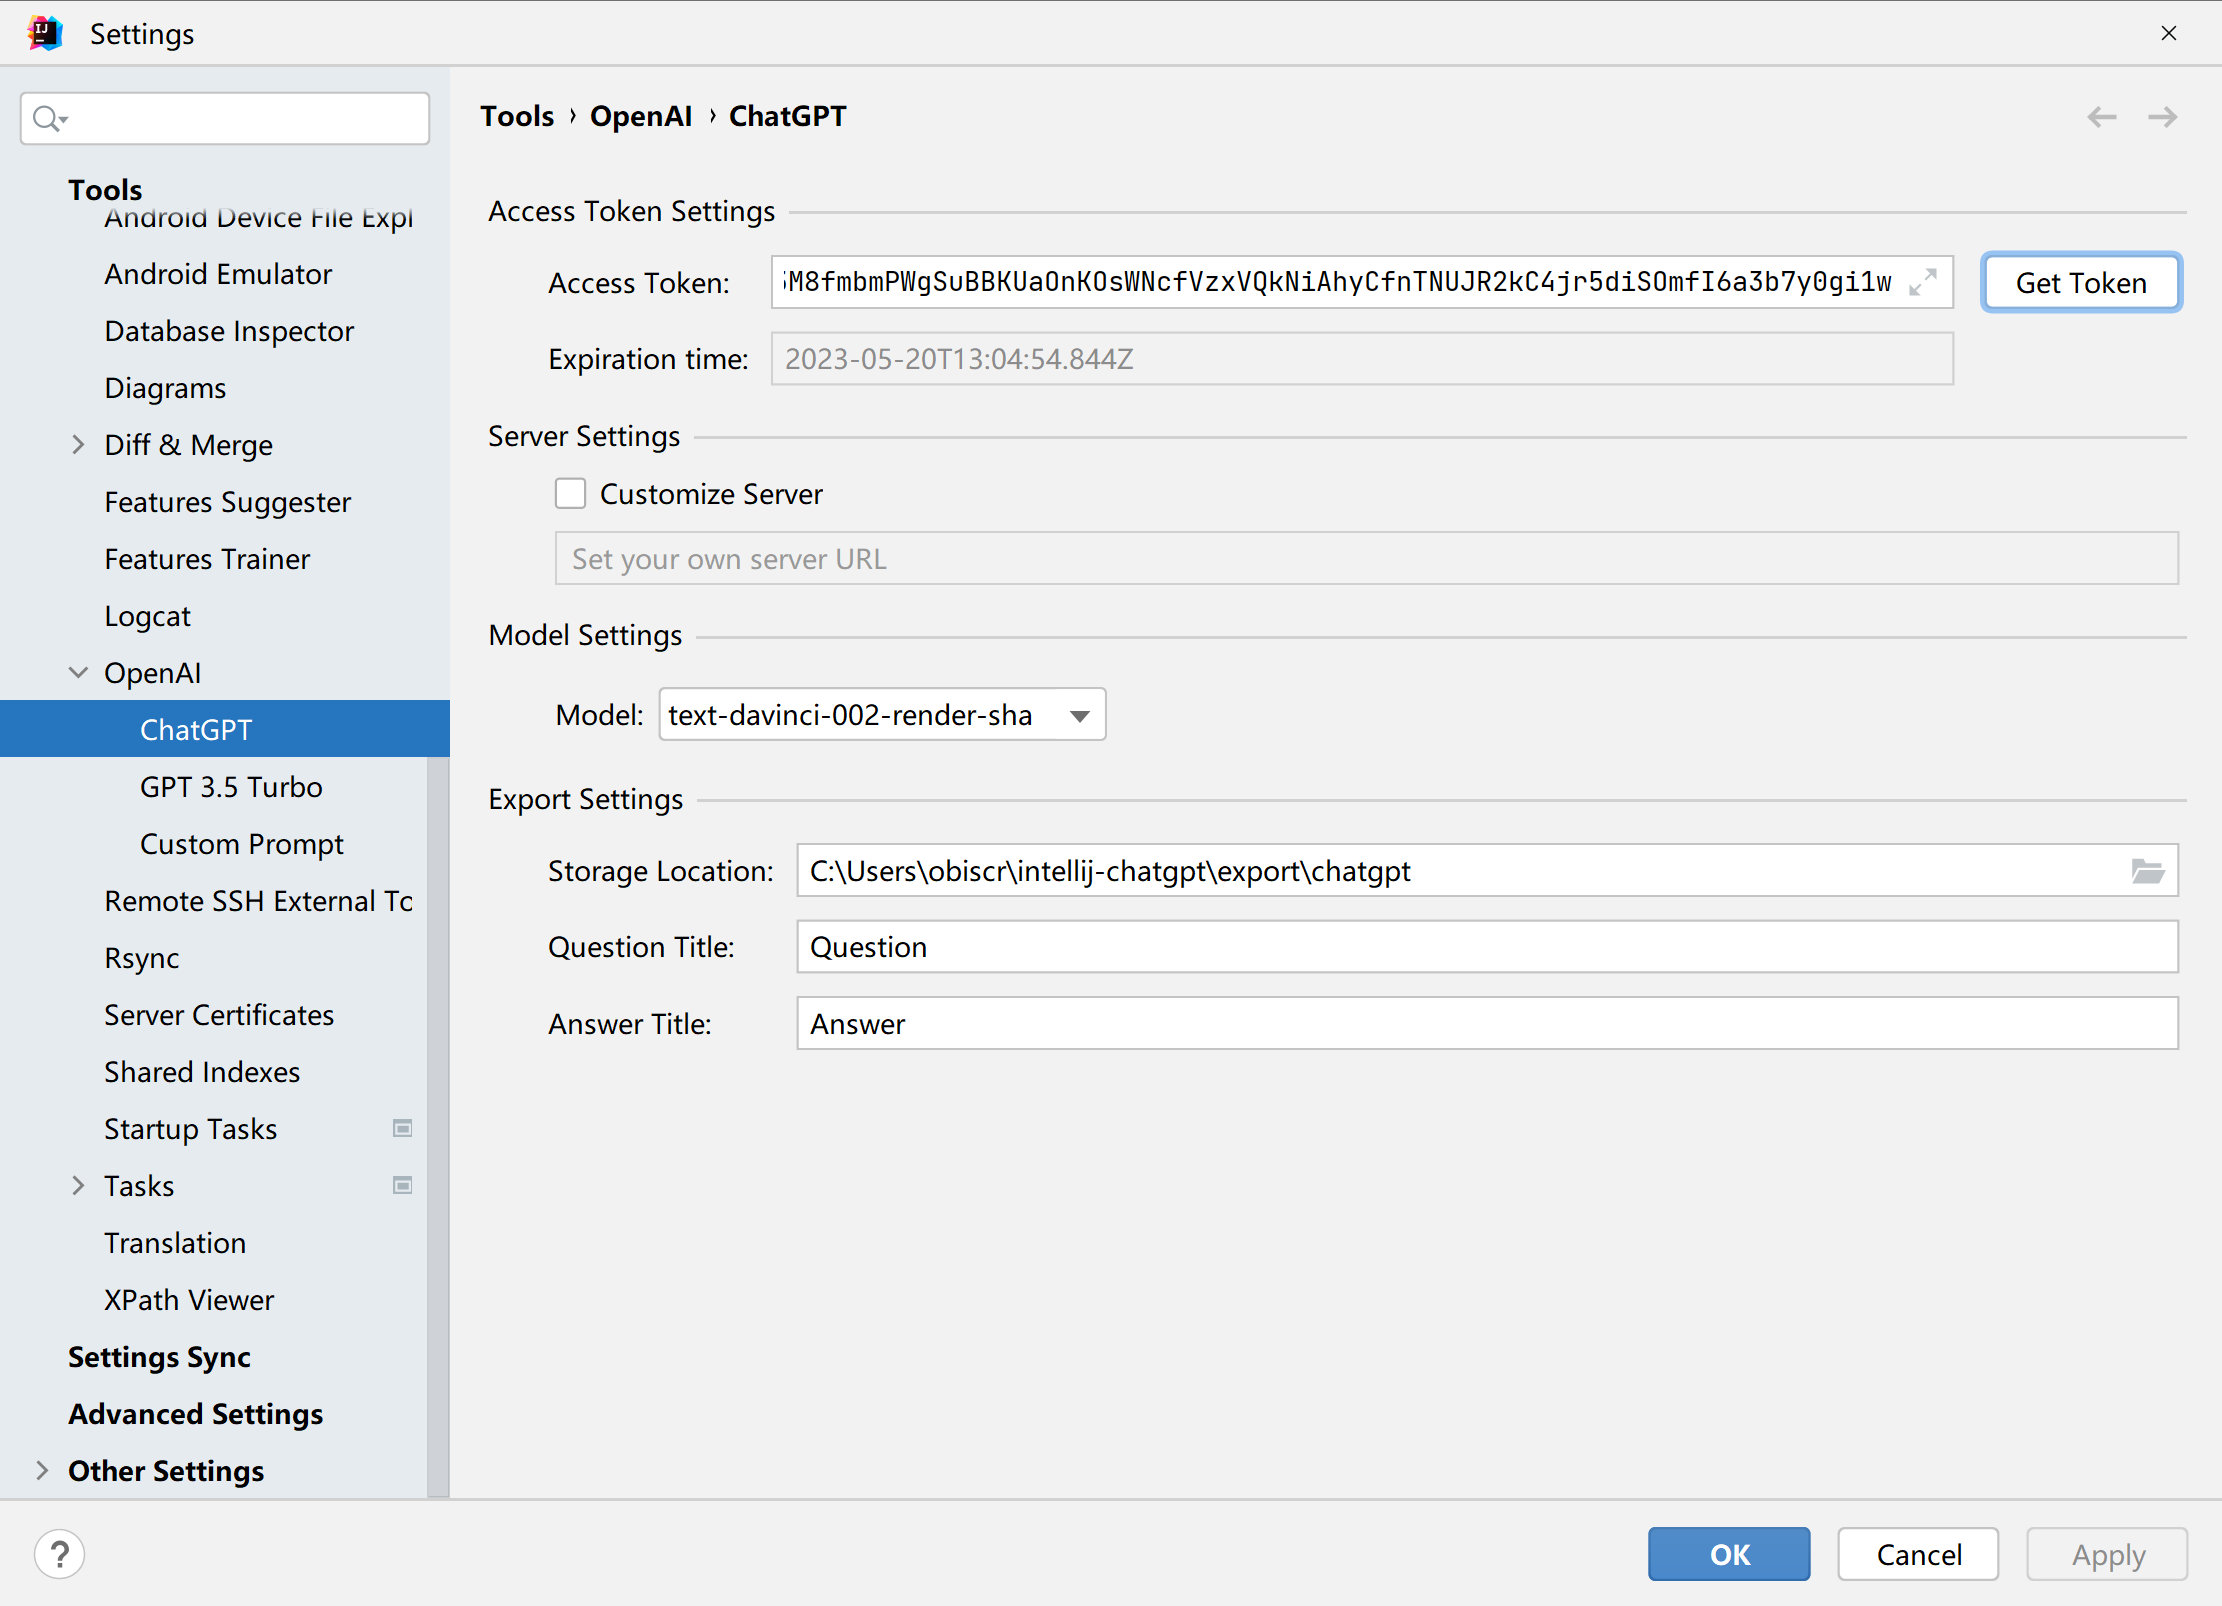 Settings
Tools
Android Device File Expl
Android Emulator
Database Inspector
Diagrams
Diff & Merge
Features Suggester
Features Trainer
Logcat
OpenAI
ChatGPT
GPT 3.5 Turbo
Custom Prompt
Remote SSH External To
Rsync
Server Certificates
Shared Indexes
Startup Tasks
Tasks
Translation
XPath Viewer
Settings Sync
Advanced Settings
Other Settings
Tools › OpenAI › ChatGPT
Access Token Settings
Access Token: M8fmbmPWgSuBBKUaOnKOsWNcfVzxVQkNiAhyCfnTNUJR2kC4jr5diSOmfI6a3b7y0gi1w Get Token
Expiration time: 2023-05-20T13:04:54.844Z
Server Settings
Customize Server
Set your own server URL
Model Settings
Model: text-davinci-002-render-sha
Export Settings
Storage Location: C:\Users\obiscr\intellij-chatgpt\export\chatgpt
Question Title: Question
Answer Title: Answer
? OK Cancel Apply